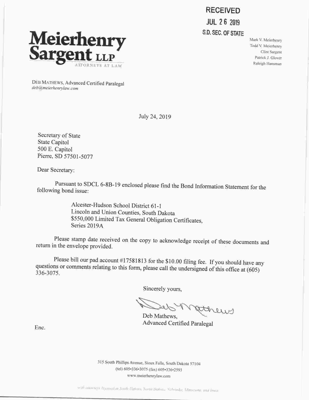 RECEIVED
JUL 26 2019
S.D. SEC. OF STATE
Meierhenry
Sargent LLP
ATTORNEYS AT LAW
Mark V. Meierhenry
Todd V. Meierhenry
Clint Sargent
Patrick J. Glover
Raleigh Hansman
DEB MATHEWS, Advanced Certified Paralegal
deb@meierhenrylaw.com
July 24, 2019
Secretary of State
State Capitol
500 E. Capitol
Pierre, SD 57501-5077
Dear Secretary:
Pursuant to SDCL 6-8B-19 enclosed please find the Bond Information Statement for the
following bond issue:
Alcester-Hudson School District 61-1
Lincoln and Union Counties, South Dakota
$550,000 Limited Tax General Obligation Certificates,
Series 2019A
Please stamp date received on the copy to acknowledge receipt of these documents and
return in the envelope provided.
Please bill our pad account #17581813 for the $10.00 filing fee. If you should have any
questions or comments relating to this form, please call the undersigned of this office at (605)
336-3075.
Sincerely yours,
Deb Mathews
Deb Mathews,
Advanced Certified Paralegal
Enc.
315 South Phillips Avenue, Sioux Falls, South Dakota 57104
www.meierhenrylaw.com